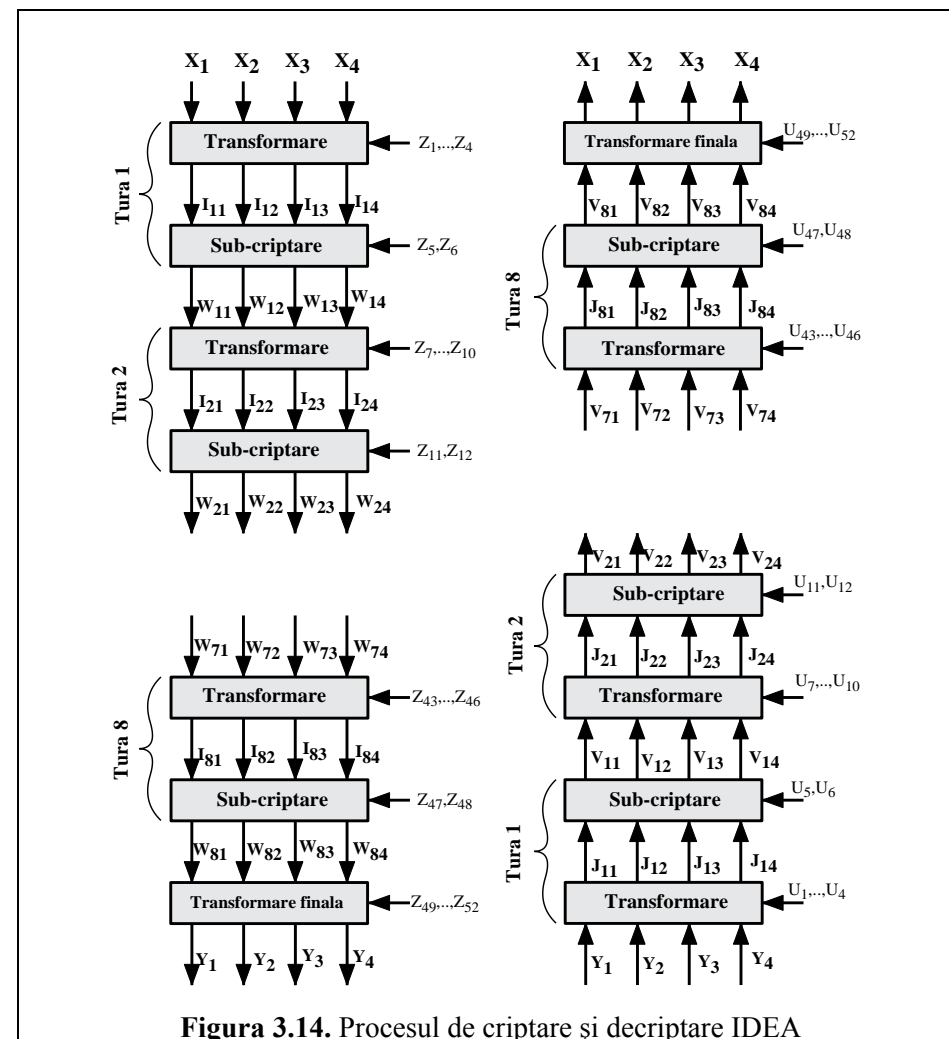 X1 X2 X3 X4
Transformare
Z1,..,Z4
I11 I12 I13 I14
Tura 1
Sub-criptare
Z5,Z6
W11 W12 W13 W14
Transformare
Z7,..,Z10
Tura 2
I21 I22 I23 I24
Sub-criptare
Z11,Z12
W21 W22 W23 W24
W71 W72 W73 W74
Transformare
Z43,..,Z46
Tura 8
I81 I82 I83 I84
Sub-criptare
Z47,Z48
W81 W82 W83 W84
Transformare finala
Z49,..,Z52
Y1 Y2 Y3 Y4
X1 X2 X3 X4
Transformare finala
U49,..,U52
V81 V82 V83 V84
Sub-criptare
U47,U48
Tura 8
J81 J82 J83 J84
Transformare
U43,..,U46
V71 V72 V73 V74
V21 V22 V23 V24
Sub-criptare
U11,U12
Tura 2
J21 J22 J23 J24
Transformare
U7,..,U10
V11 V12 V13 V14
Sub-criptare
U5,U6
Tura 1
J11 J12 J13 J14
Transformare
U1,..,U4
Y1 Y2 Y3 Y4
Figura 3.14. Procesul de criptare şi decriptare IDEA